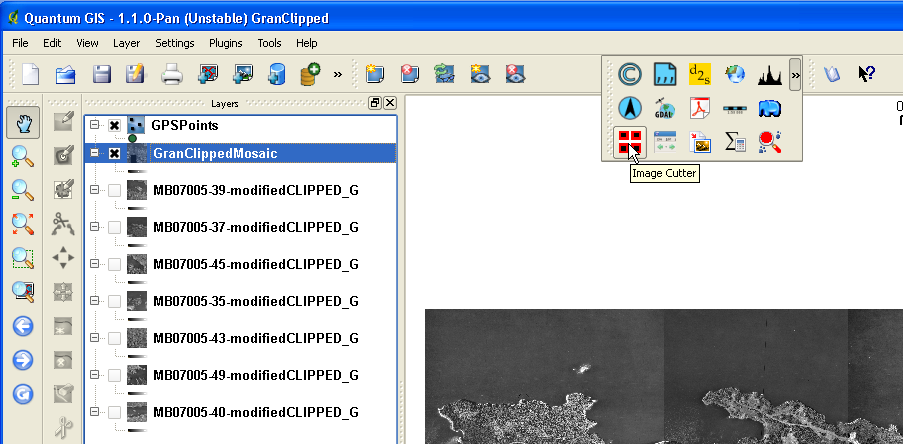 Quantum GIS - 1.1.0-Pan (Unstable) GranClipped
File Edit View Layer Settings Plugins Tools Help
»
»
d2s
GDAL
Layers
GPSPoints
GranClippedMosaic
Image Cutter
MB07005-39-modifiedCLIPPED_G
MB07005-37-modifiedCLIPPED_G
MB07005-45-modifiedCLIPPED_G
MB07005-35-modifiedCLIPPED_G
MB07005-43-modifiedCLIPPED_G
MB07005-49-modifiedCLIPPED_G
MB07005-40-modifiedCLIPPED_G